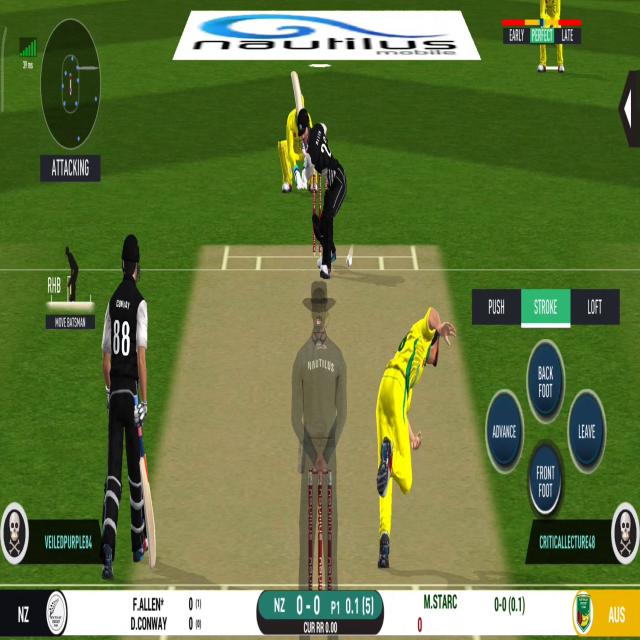 nautilus
mobile
EARLY PERFECT LATE
39 ms
ATTACKING
RHB
MOVE BATSMAN
CONWAY
88
NAUTILUS
PUSH STROKE LOFT
BACK FOOT
ADVANCE
LEAVE
FRONT FOOT
VEILEDPURPLE84
CRITICALLECTURE48
NZ
F.ALLEN* 0 (1)
D.CONWAY 0 (0)
NZ 0-0 P1 0.1 (5)
CUR RR 0.00
M.STARC 0-0 (0.1)
0
AUS